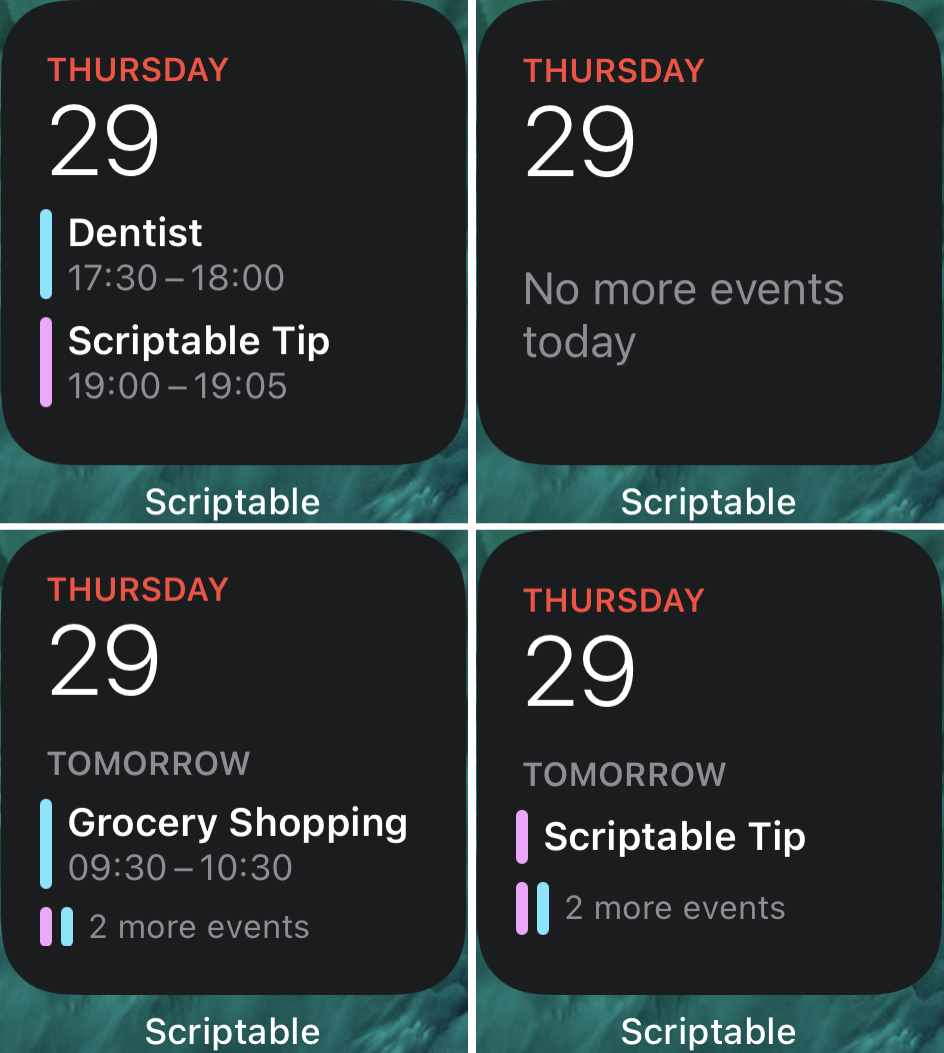 THURSDAY
29
Dentist
17:30 – 18:00
Scriptable Tip
19:00 – 19:05
Scriptable
THURSDAY
29
No more events
today
Scriptable
THURSDAY
29
TOMORROW
Grocery Shopping
09:30 – 10:30
2 more events
Scriptable
THURSDAY
29
TOMORROW
Scriptable Tip
2 more events
Scriptable